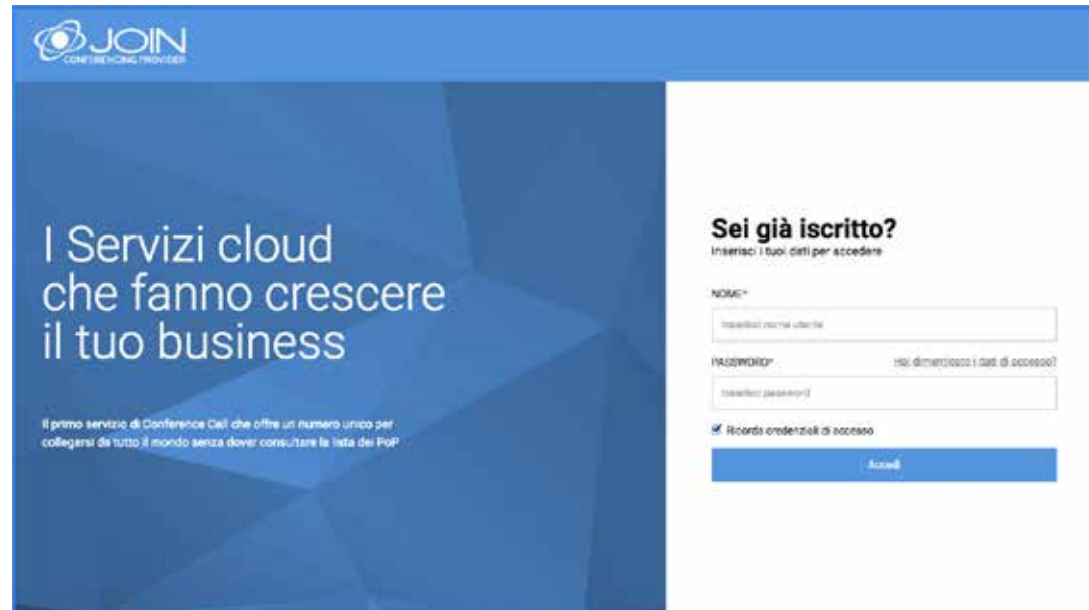 JOIN
CONFERENCING PROVIDER
I Servizi cloud
che fanno crescere
il tuo business
Il primo servizio di Conference Call che offre un numero unico per
collegarsi da tutto il mondo senza dover consultare la lista dei PoP
Sei già iscritto?
Inserisci i tuoi dati per accedere
NOME*
Inserisci nome utente
PASSWORD*
Hai dimenticato i dati di accesso?
Inserisci password
Ricorda credenziali di accesso
Accedi